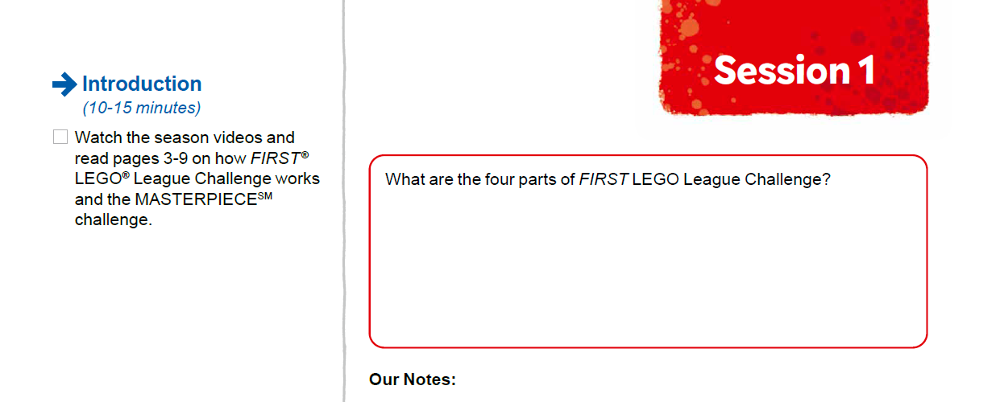 Session 1
Introduction
(10-15 minutes)
Watch the season videos and
read pages 3-9 on how FIRST®
LEGO® League Challenge works
and the MASTERPIECE℠
challenge.
What are the four parts of FIRST LEGO League Challenge?
Our Notes: